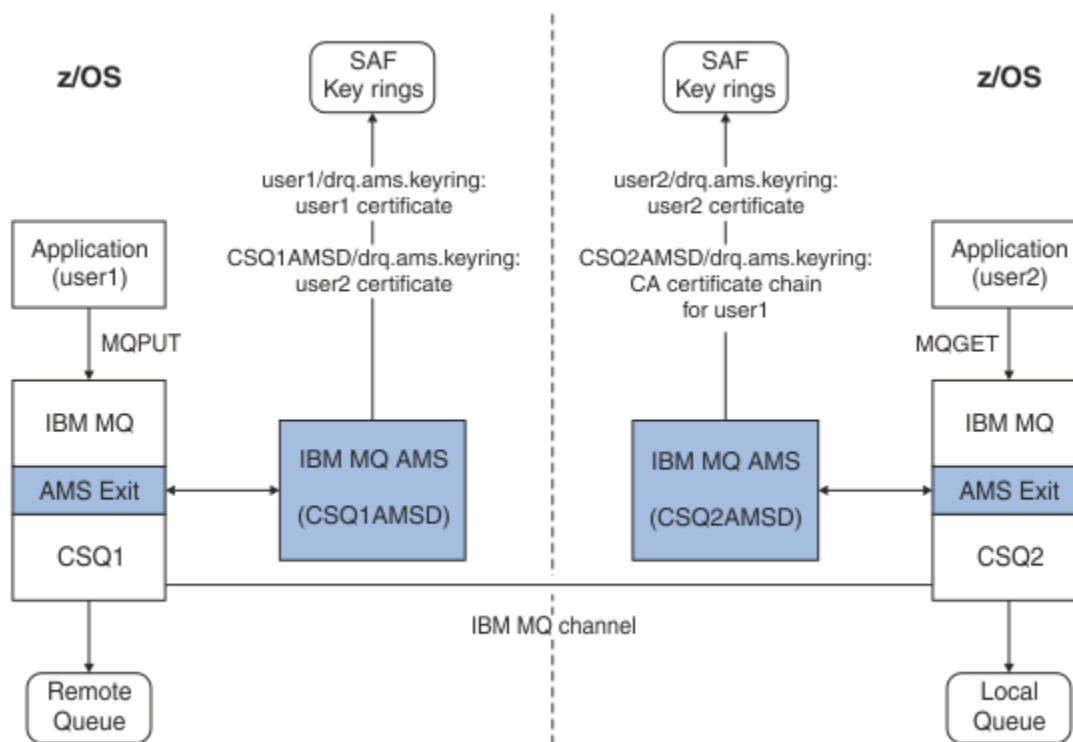 z/OS
SAF
Key rings
user1/drq.ams.keyring:
user1 certificate
CSQ1AMSD/drq.ams.keyring:
user2 certificate
Application
(user1)
MQPUT
IBM MQ
AMS Exit
CSQ1
IBM MQ AMS
(CSQ1AMSD)
Remote
Queue
IBM MQ channel
SAF
Key rings
z/OS
user2/drq.ams.keyring:
user2 certificate
CSQ2AMSD/drq.ams.keyring:
CA certificate chain
for user1
Application
(user2)
MQGET
IBM MQ
AMS Exit
CSQ2
IBM MQ AMS
(CSQ2AMSD)
Local
Queue